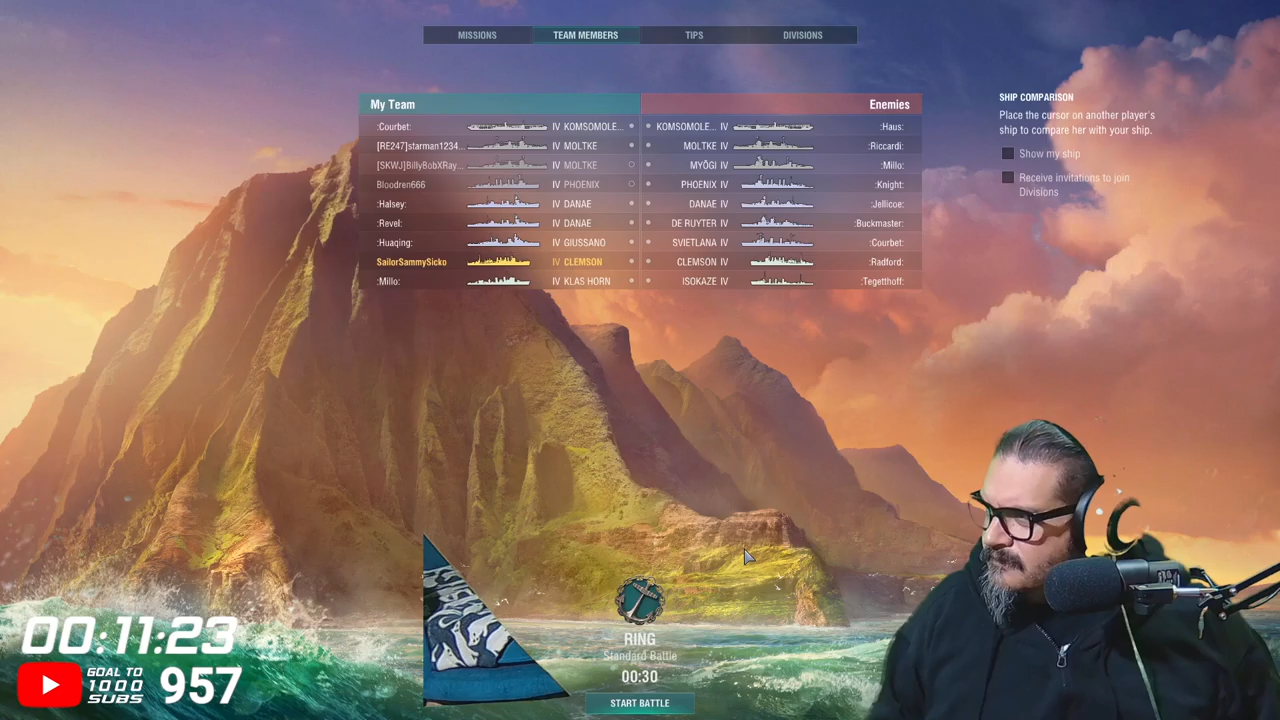 MISSIONS TEAM MEMBERS TIPS DIVISIONS
My Team Enemies
:Courbet: IV KOMSOMOLE... KOMSOMOLE... IV :Haus:
[RE247]starman1234... IV MOLTKE MOLTKE IV :Riccardi:
[SKWJ]BillyBobXRay... IV MOLTKE MYŌGI IV :Millo:
Bloodren666 IV PHOENIX PHOENIX IV :Knight:
:Halsey: IV DANAE DANAE IV :Jellicoe:
:Revel: IV DANAE DE RUYTER IV :Buckmaster:
:Huaqing: IV GIUSSANO SVIETLANA IV :Courbet:
SailorSammySicko IV CLEMSON CLEMSON IV :Radford:
:Millo: IV KLAS HORN ISOKAZE IV :Tegetthoff:
SHIP COMPARISON
Place the cursor on another player's
ship to compare her with your ship.
Show my ship
Receive invitations to join
Divisions
RING
Standard Battle
00:30
START BATTLE
00:11:23
GOAL TO
1000
SUBS
957